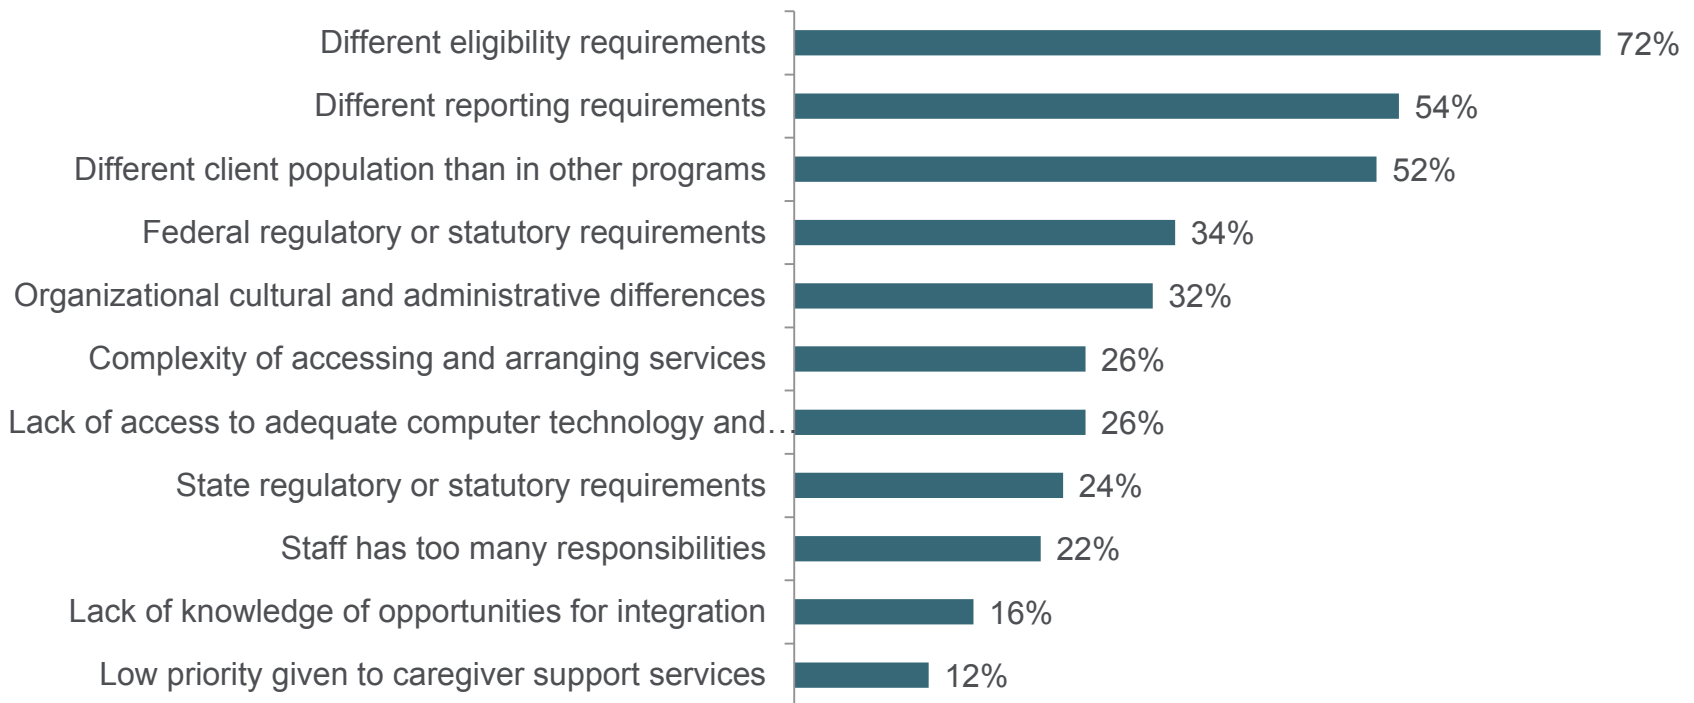 Different eligibility requirements 72%
Different reporting requirements 54%
Different client population than in other programs 52%
Federal regulatory or statutory requirements 34%
Organizational cultural and administrative differences 32%
Complexity of accessing and arranging services 26%
Lack of access to adequate computer technology and… 26%
State regulatory or statutory requirements 24%
Staff has too many responsibilities 22%
Lack of knowledge of opportunities for integration 16%
Low priority given to caregiver support services 12%